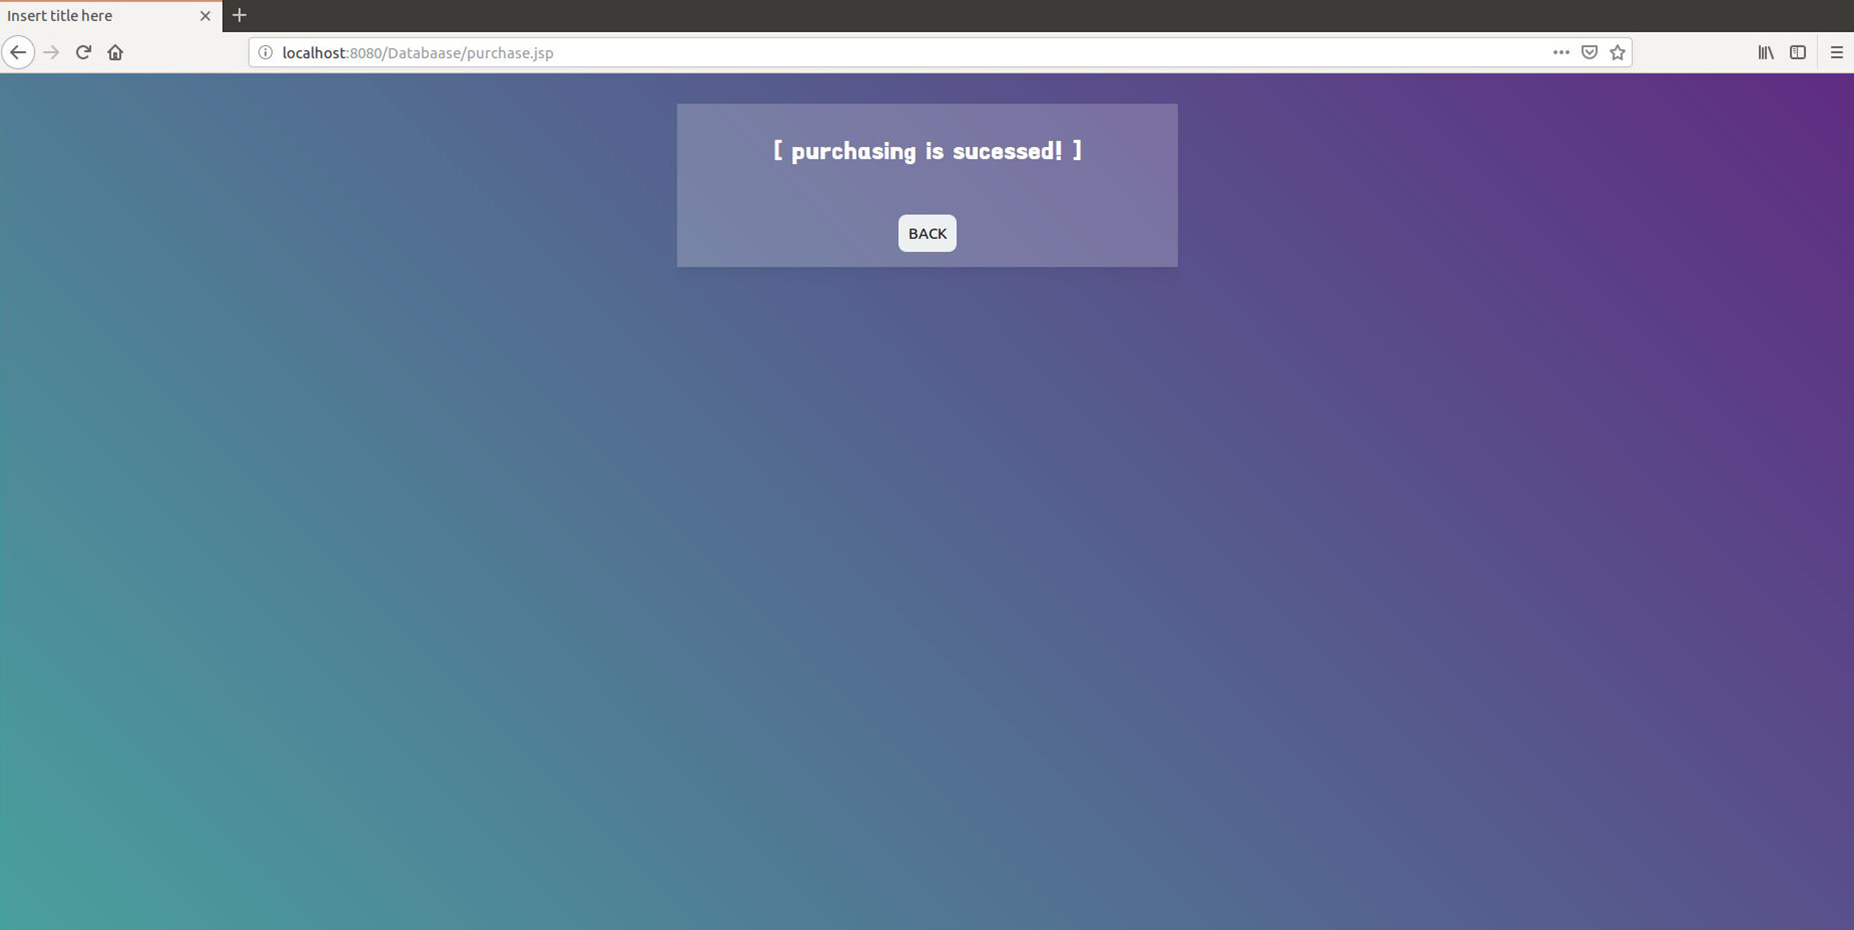 Insert title here
localhost:8080/Databaase/purchase.jsp
[ purchasing is sucessed! ]
BACK